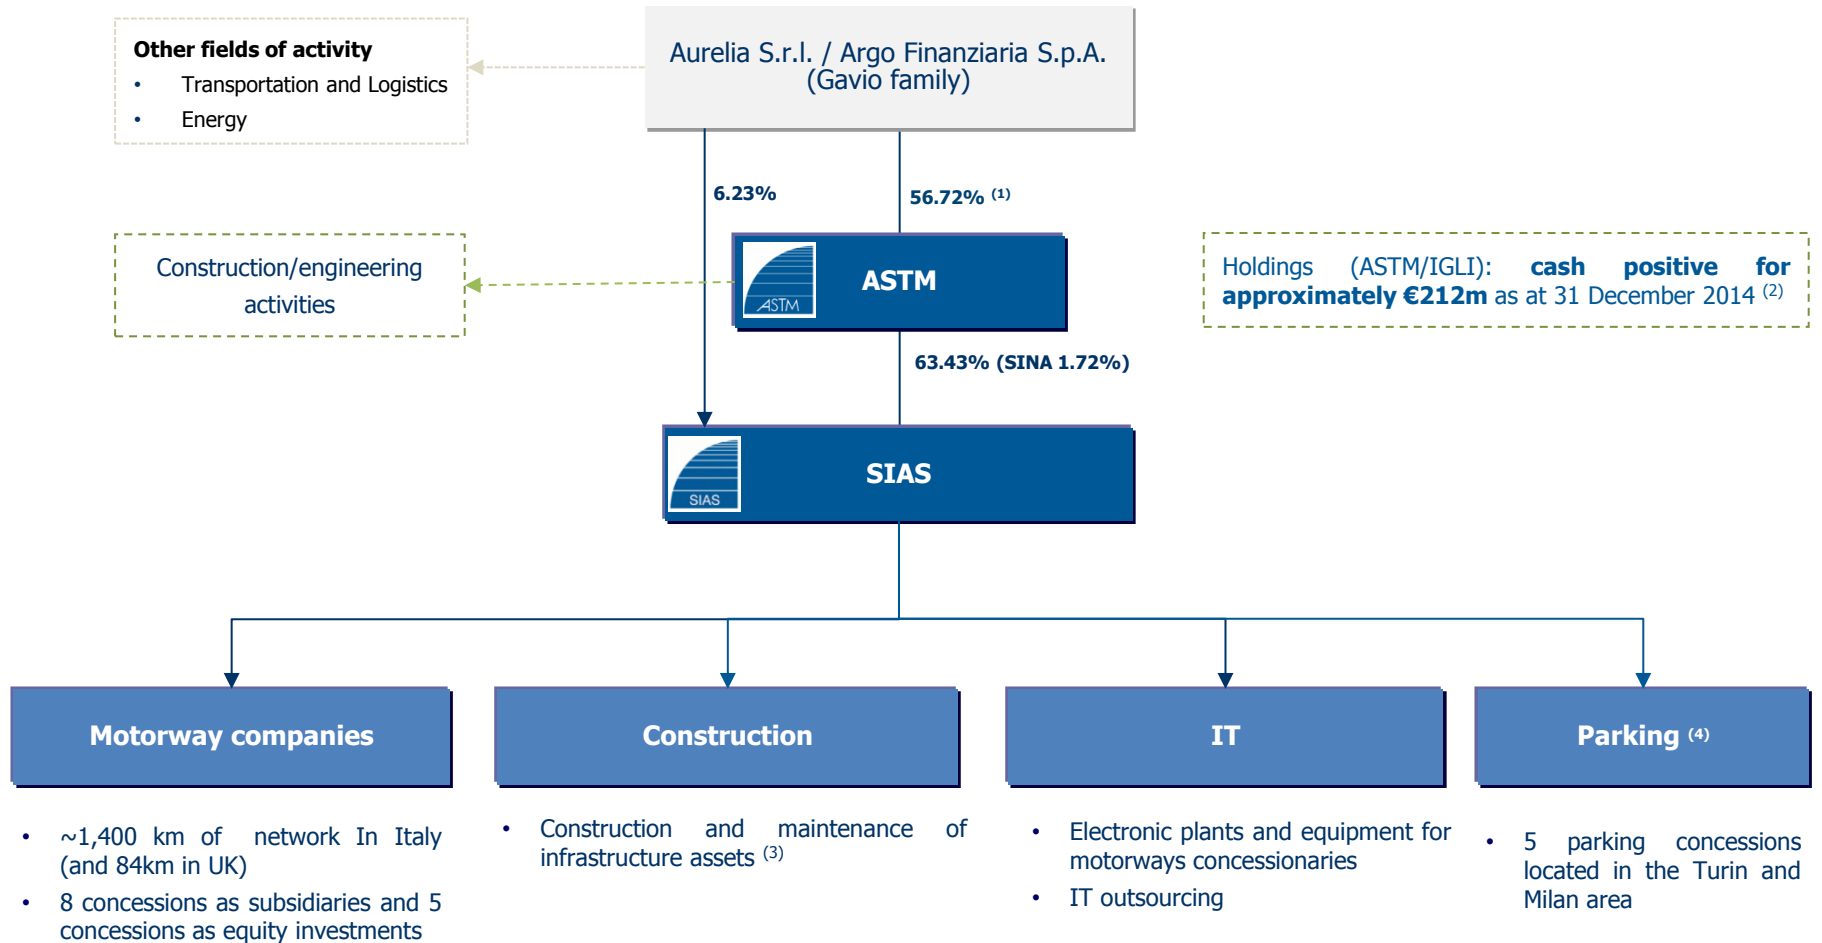 Other fields of activity
• Transportation and Logistics
• Energy
Aurelia S.r.l. / Argo Finanziaria S.p.A.
(Gavio family)
6.23%
56.72% (1)
Construction/engineering
activities
ASTM
ASTM
Holdings (ASTM/IGLI): cash positive for
approximately €212m as at 31 December 2014 (2)
63.43% (SINA 1.72%)
SIAS
SIAS
Motorway companies
Construction
IT
Parking (4)
• ~1,400 km of network In Italy
(and 84km in UK)
• 8 concessions as subsidiaries and 5
concessions as equity investments
• Construction and maintenance of
infrastructure assets (3)
• Electronic plants and equipment for
motorways concessionaries
• IT outsourcing
• 5 parking concessions
located in the Turin and
Milan area